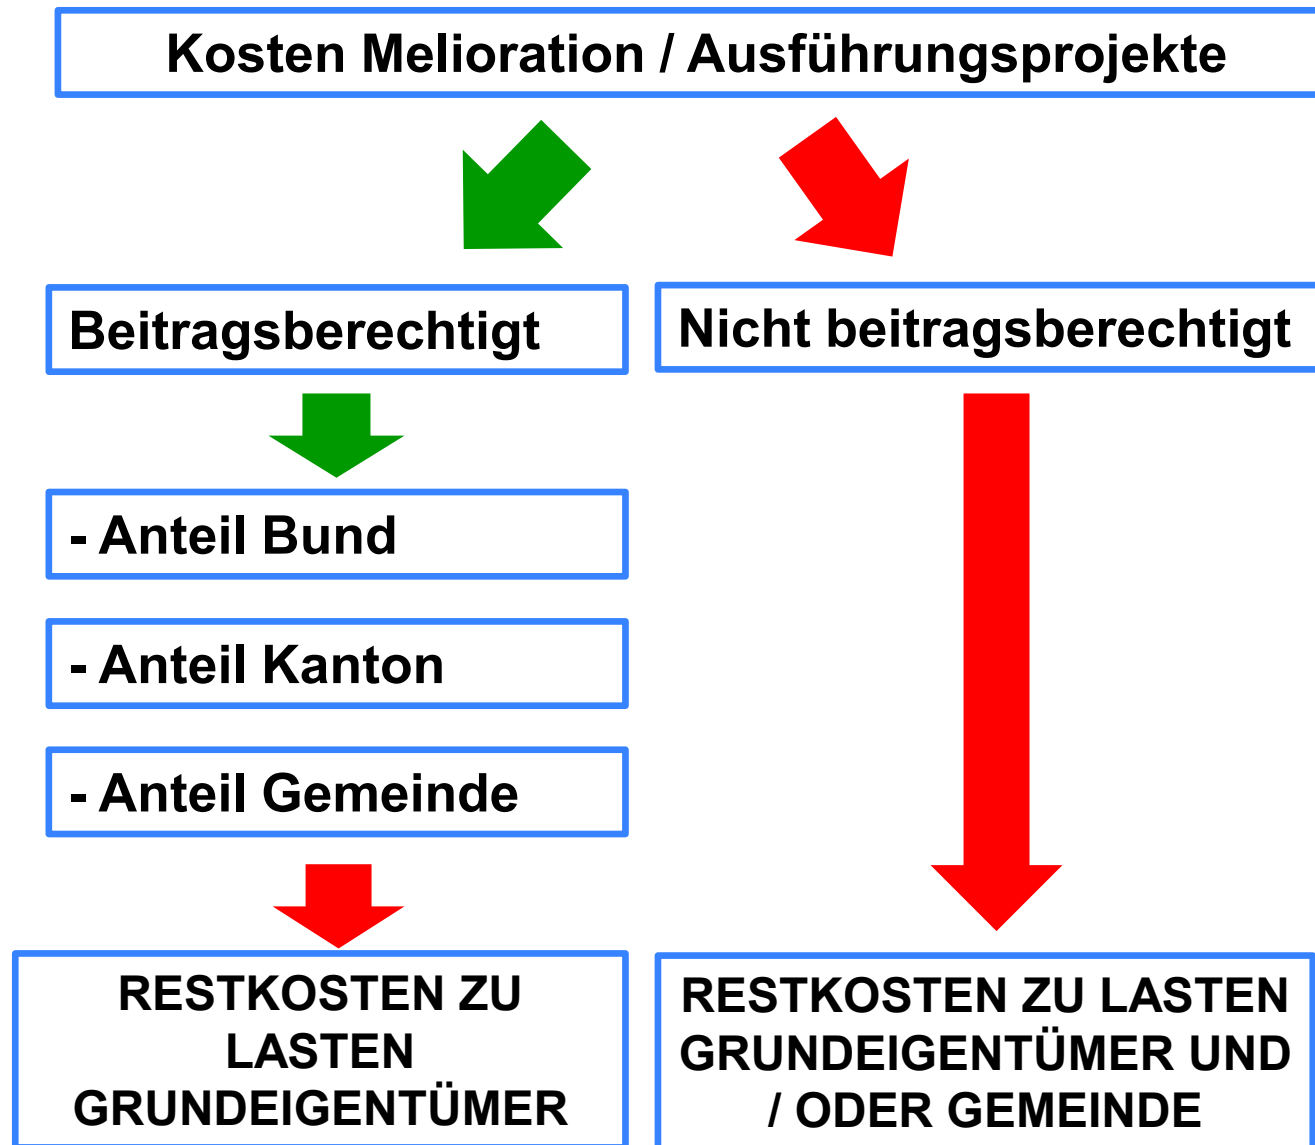 Kosten Melioration / Ausführungsprojekte
Beitragsberechtigt
Nicht beitragsberechtigt
- Anteil Bund
- Anteil Kanton
- Anteil Gemeinde
RESTKOSTEN ZU
LASTEN
GRUNDEIGENTÜMER
RESTKOSTEN ZU LASTEN
GRUNDEIGENTÜMER UND
/ ODER GEMEINDE